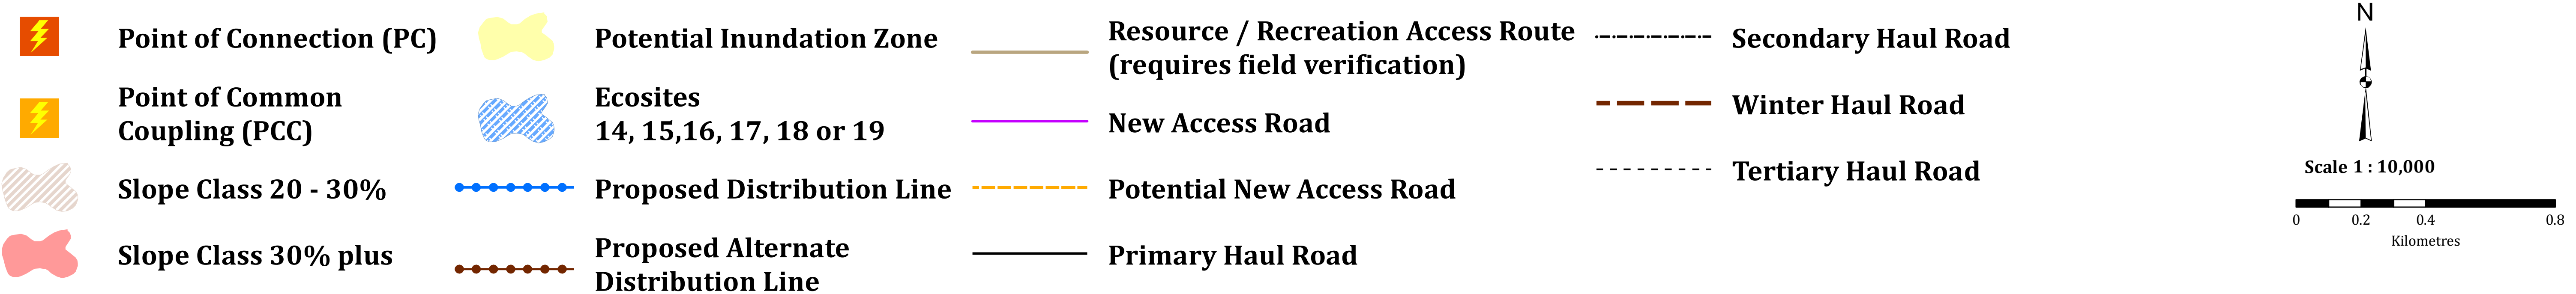 Point of Connection (PC)
Point of Common
Coupling (PCC)
Slope Class 20 - 30%
Slope Class 30% plus
Potential Inundation Zone
Ecosites
14, 15,16, 17, 18 or 19
Proposed Distribution Line
Proposed Alternate
Distribution Line
Resource / Recreation Access Route
(requires field verification)
New Access Road
Potential New Access Road
Primary Haul Road
Secondary Haul Road
Winter Haul Road
Tertiary Haul Road
N
Scale 1 : 10,000
0 0.2 0.4 0.8
Kilometres